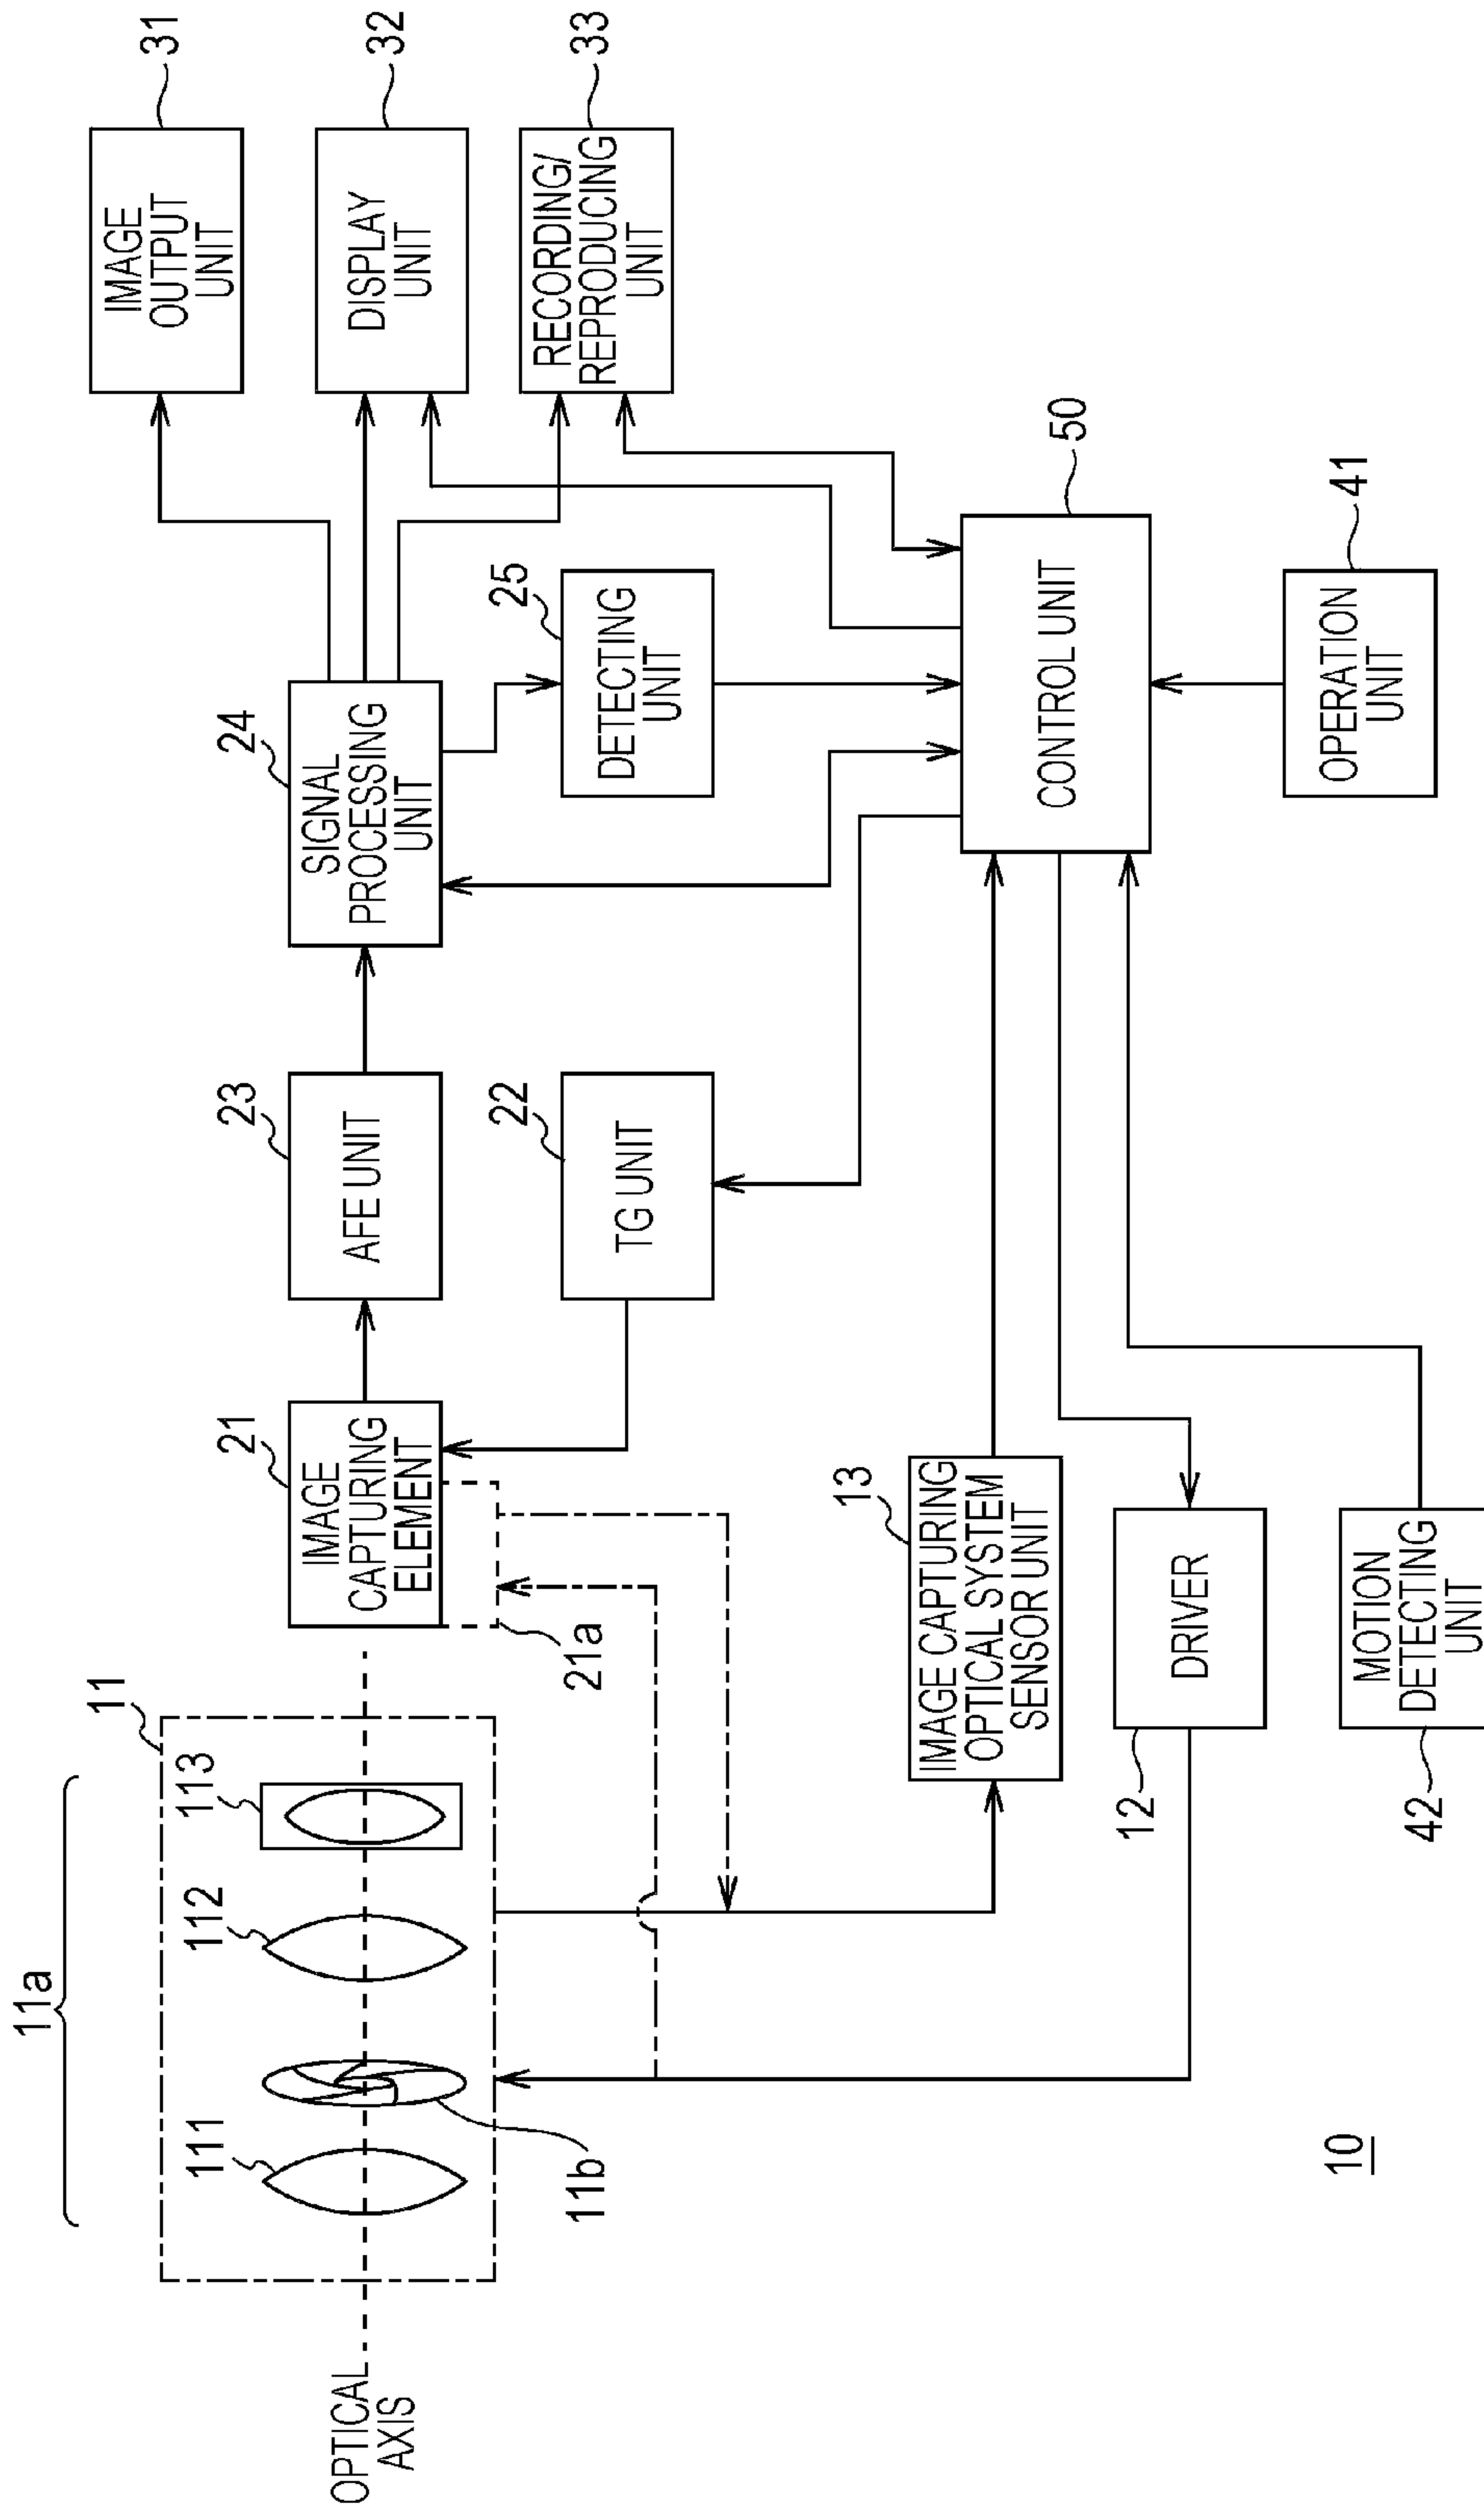 11a
11
111
112
113
11b
OPTICAL
AXIS
21
IMAGE
CAPTURING
ELEMENT
21a
23
AFE UNIT
22
TG UNIT
24
SIGNAL
PROCESSING
UNIT
25
DETECTING
UNIT
IMAGE
OUTPUT
UNIT
31
DISPLAY
UNIT
32
RECORDING/
REPRODUCING
UNIT
33
13
IMAGE CAPTURING
OPTICAL SYSTEM
SENSOR UNIT
CONTROL UNIT
50
12
DRIVER
OPERATION
UNIT
41
42
MOTION
DETECTING
UNIT
10